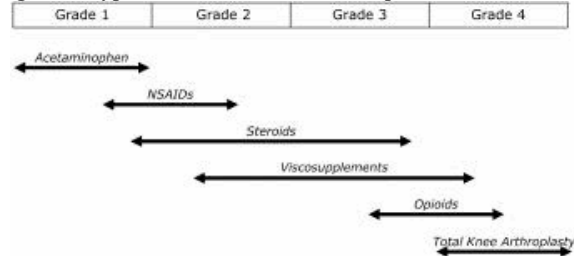 Grade 1 Grade 2 Grade 3 Grade 4
Acetaminophen
NSAIDs
Steroids
Viscosupplements
Opioids
Total Knee Arthroplasty